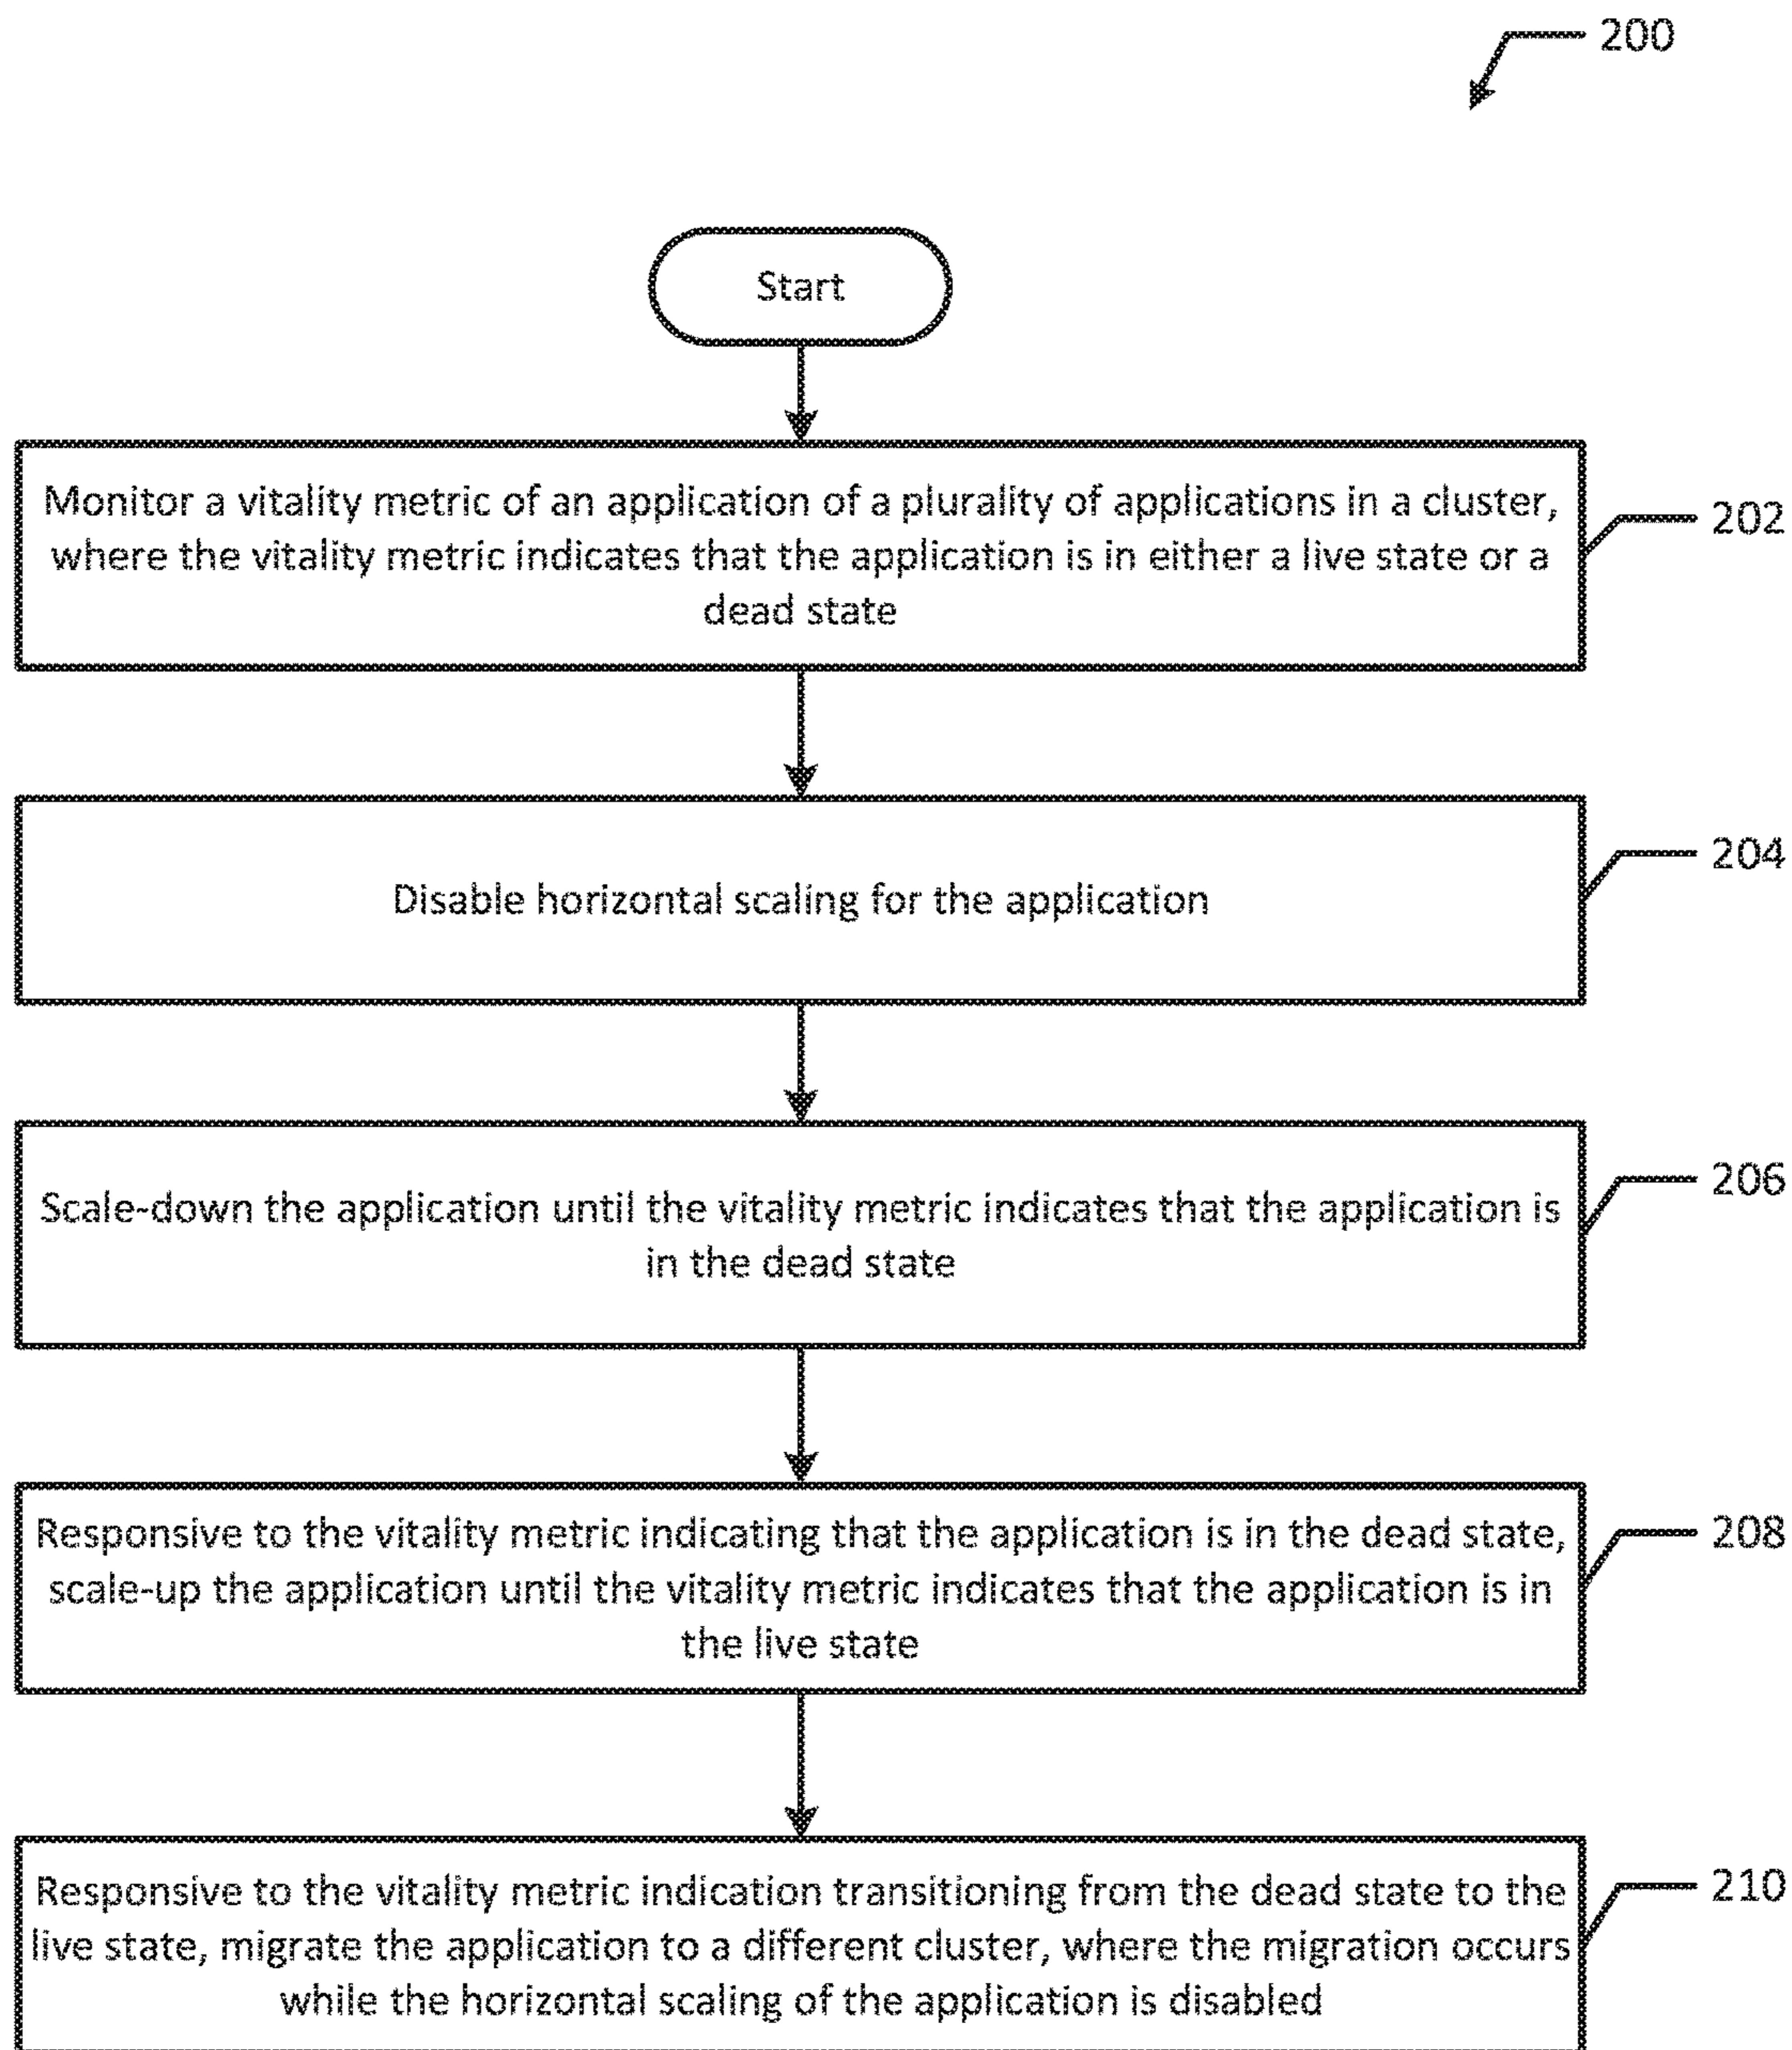 200
Start
Monitor a vitality metric of an application of a plurality of applications in a cluster,
where the vitality metric indicates that the application is in either a live state or a
dead state
202
Disable horizontal scaling for the application
204
Scale-down the application until the vitality metric indicates that the application is
in the dead state
206
Responsive to the vitality metric indicating that the application is in the dead state,
scale-up the application until the vitality metric indicates that the application is in
the live state
208
Responsive to the vitality metric indication transitioning from the dead state to the
live state, migrate the application to a different cluster, where the migration occurs
while the horizontal scaling of the application is disabled
210